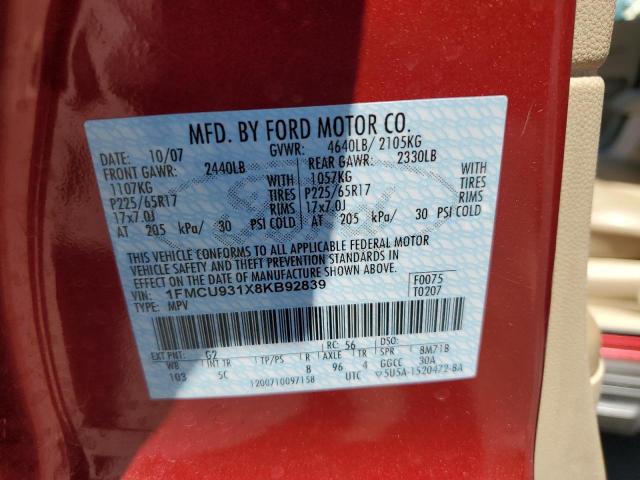 MFD. BY FORD MOTOR CO.
DATE: 10/07 GVWR: 4640LB/ 2105KG
FRONT GAWR: 2440LB REAR GAWR: 2330LB
1107KG WITH 1057KG WITH
P225/65R17 TIRES P225/65R17 TIRES
17x7.0J RIMS 17x7.0J RIMS
AT 205 kPa/ 30 PSI COLD AT 205 kPa/ 30 PSI COLD
THIS VEHICLE CONFORMS TO ALL APPLICABLE FEDERAL MOTOR
VEHICLE SAFETY AND THEFT PREVENTION STANDARDS IN
EFFECT ON THE DATE OF MANUFACTURE SHOWN ABOVE.
VIN: 1FMCU931X8KB92839 F0075
TYPE: MPV T0207
EXT PNT: G2 RC: 56 DSO:
WB INT TR TP/PS R AXLE TR SPR 8M71B
103 5C B 96 4 GGCC 30A
1200710097158 UTC 5U5A-1520472-BA